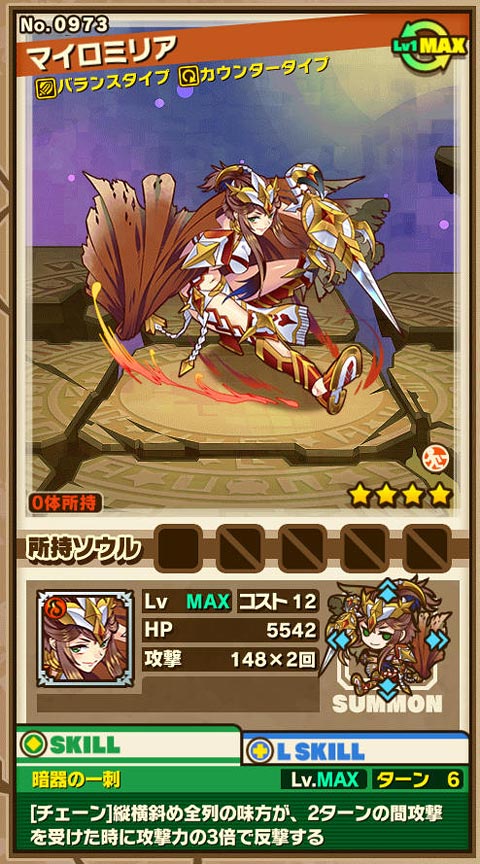 No.0973
マイロミリア
Lv1 MAX
バランスタイプ カウンタータイプ
0体所持
所持ソウル
Lv MAX コスト 12
HP 5542
攻撃 148×2回
SUMMON
SKILL
L SKILL
暗器の一刺 Lv.MAX ターン 6
[チェーン]縦横斜め全列の味方が、2ターンの間攻撃
を受けた時に攻撃力の3倍で反撃する